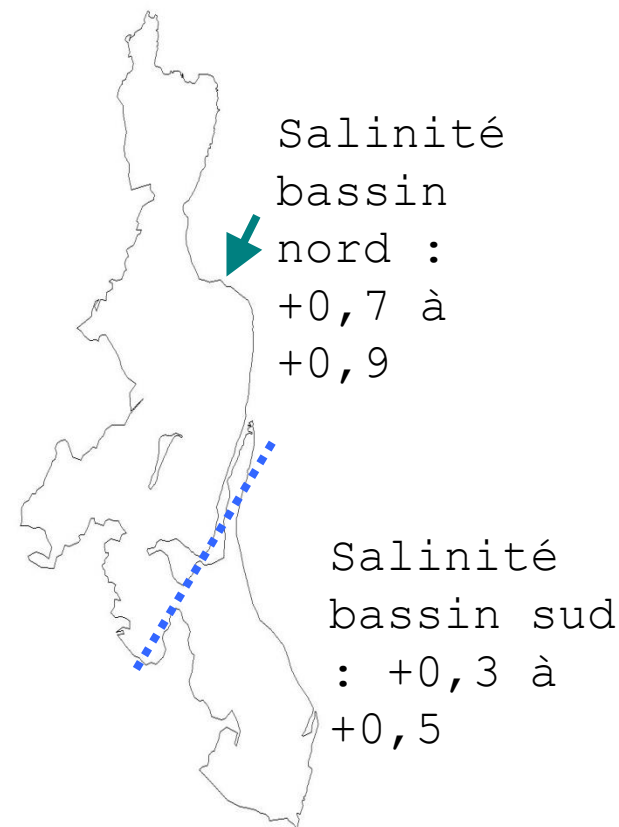 Salinité
bassin
nord :
+0,7 à
+0,9
Salinité
bassin sud
: +0,3 à
+0,5